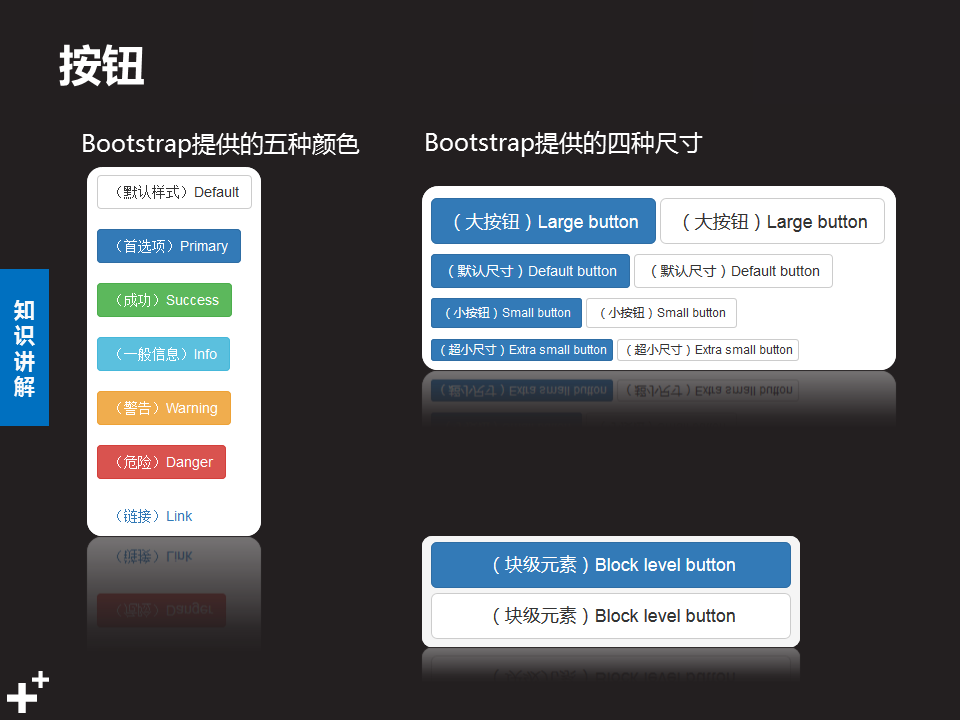 按钮
Bootstrap提供的五种颜色
（默认样式）Default
（首选项）Primary
（成功）Success
（一般信息）Info
（警告）Warning
（危险）Danger
（链接）Link
Bootstrap提供的四种尺寸
（大按钮）Large button （大按钮）Large button
（默认尺寸）Default button （默认尺寸）Default button
（小按钮）Small button （小按钮）Small button
（超小尺寸）Extra small button （超小尺寸）Extra small button
（块级元素）Block level button
（块级元素）Block level button
知识讲解